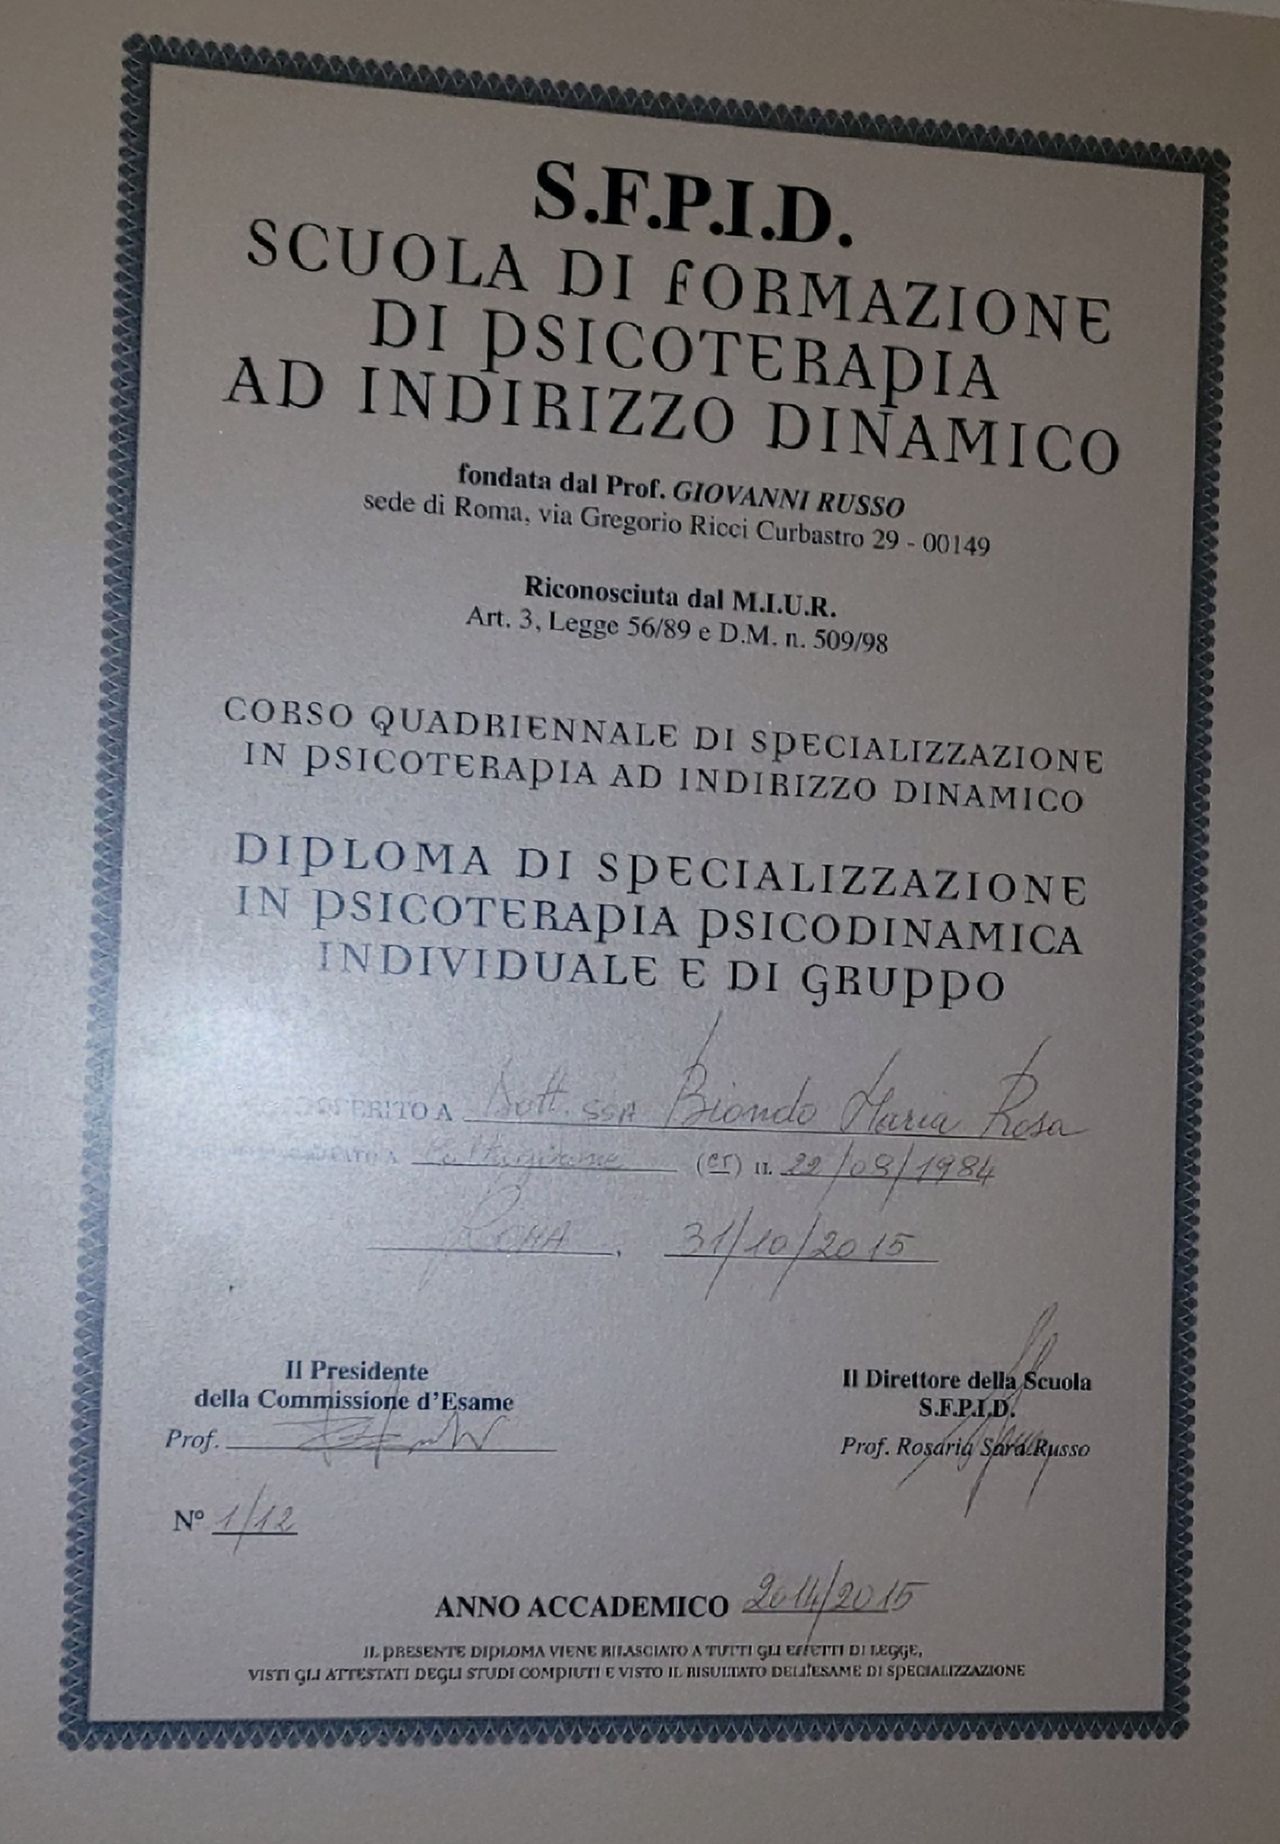 S.F.P.I.D.
SCUOLA DI FORMAZIONE
DI PSICOTERAPIA
AD INDIRIZZO DINAMICO
fondata dal Prof. GIOVANNI RUSSO
sede di Roma, via Gregorio Ricci Curbastro 29 - 00149
Riconosciuta dal M.I.U.R.
Art. 3, Legge 56/89 e D.M. n. 509/98
CORSO QUADRIENNALE DI SPECIALIZZAZIONE
IN PSICOTERAPIA AD INDIRIZZO DINAMICO
DIPLOMA DI SPECIALIZZAZIONE
IN PSICOTERAPIA PSICODINAMICA
INDIVIDUALE E DI GRUPPO
A Dott.ssa Biondo Maria Rosa
A Caltagirone (CT) IL 22/08/1984
ROMA, 31/10/2015
Il Presidente
della Commissione d'Esame
Prof.
Il Direttore della Scuola
S.F.P.I.D.
Prof. Rosaria Sara Russo
N° 1/12
ANNO ACCADEMICO 2014/2015
IL PRESENTE DIPLOMA VIENE RILASCIATO A TUTTI GLI EFFETTI DI LEGGE,
VISTI GLI ATTESTATI DEGLI STUDI COMPIUTI E VISTO IL RISULTATO DELL'ESAME DI SPECIALIZZAZIONE